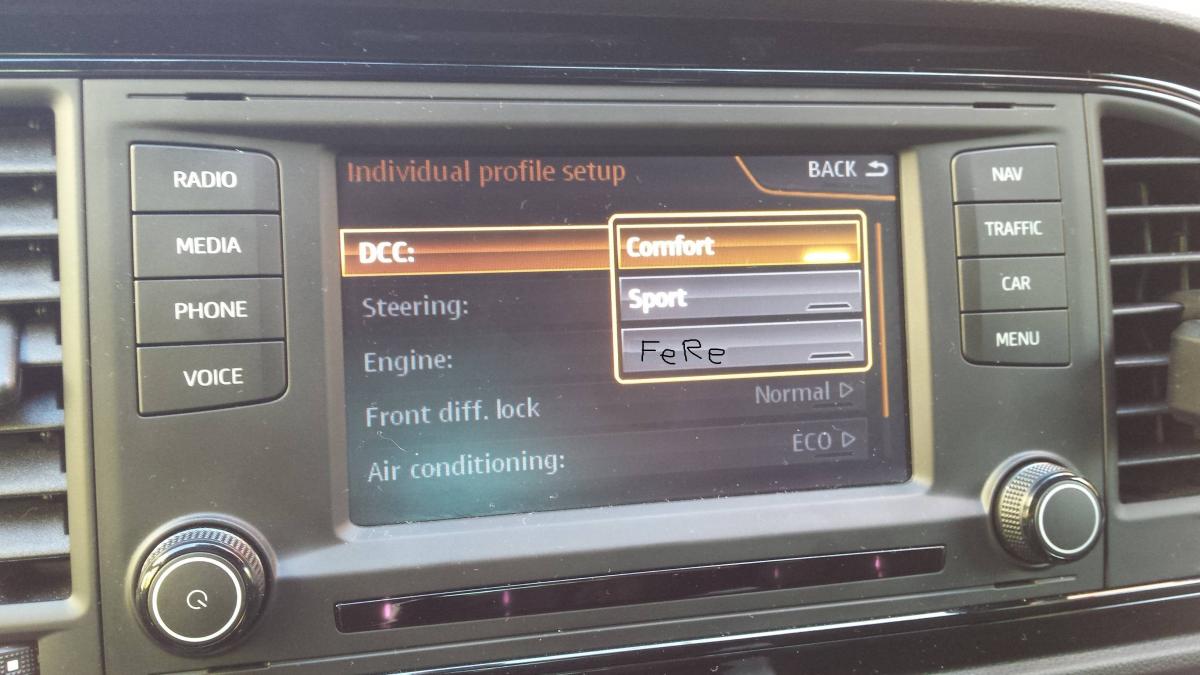 RADIO
MEDIA
PHONE
VOICE
Individual profile setup
BACK
DCC:
Comfort
Sport
FeRe
Steering:
Engine:
Front diff. lock
Normal
Air conditioning:
ECO
NAV
TRAFFIC
CAR
MENU